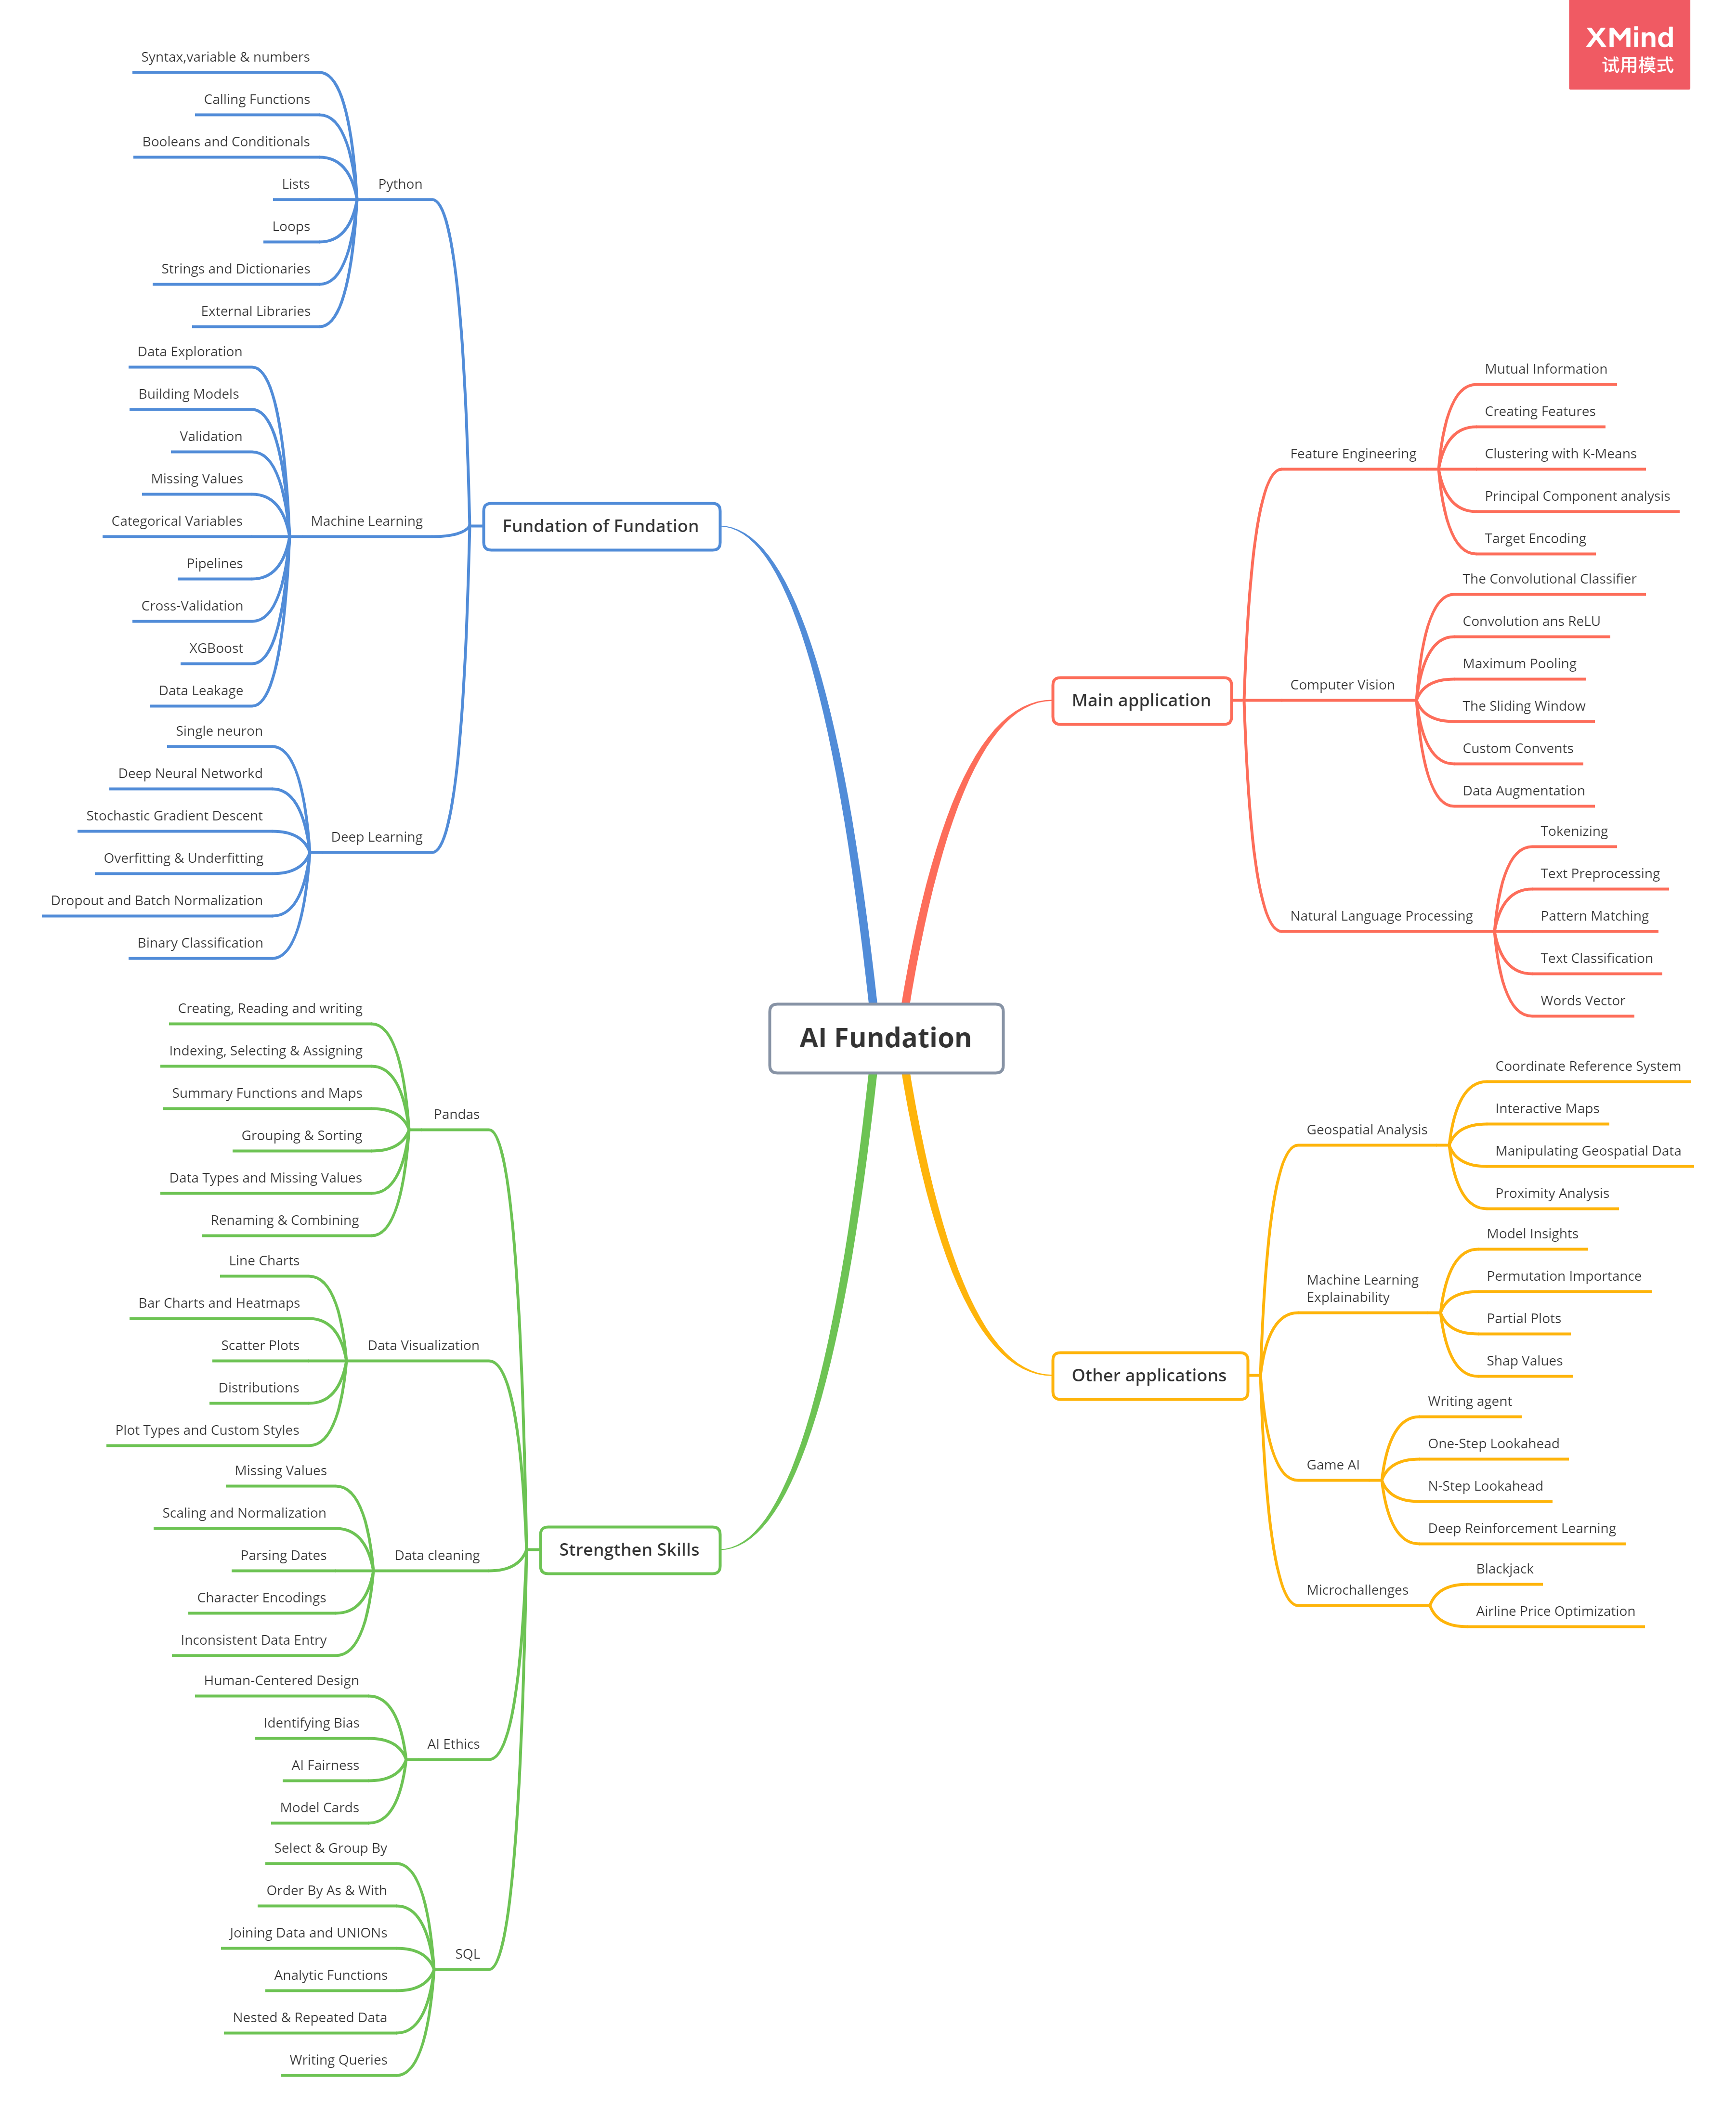 XMind
试用模式
AI Fundation
Fundation of Fundation
Python
Syntax,variable & numbers
Calling Functions
Booleans and Conditionals
Lists
Loops
Strings and Dictionaries
External Libraries
Machine Learning
Data Exploration
Building Models
Validation
Missing Values
Categorical Variables
Pipelines
Cross-Validation
XGBoost
Data Leakage
Deep Learning
Single neuron
Deep Neural Networkd
Stochastic Gradient Descent
Overfitting & Underfitting
Dropout and Batch Normalization
Binary Classification
Main application
Feature Engineering
Mutual Information
Creating Features
Clustering with K-Means
Principal Component analysis
Target Encoding
Computer Vision
The Convolutional Classifier
Convolution ans ReLU
Maximum Pooling
The Sliding Window
Custom Convents
Data Augmentation
Natural Language Processing
Tokenizing
Text Preprocessing
Pattern Matching
Text Classification
Words Vector
Strengthen Skills
Pandas
Creating, Reading and writing
Indexing, Selecting & Assigning
Summary Functions and Maps
Grouping & Sorting
Data Types and Missing Values
Renaming & Combining
Data Visualization
Line Charts
Bar Charts and Heatmaps
Scatter Plots
Distributions
Plot Types and Custom Styles
Data cleaning
Missing Values
Scaling and Normalization
Parsing Dates
Character Encodings
Inconsistent Data Entry
AI Ethics
Human-Centered Design
Identifying Bias
AI Fairness
Model Cards
SQL
Select & Group By
Order By As & With
Joining Data and UNIONs
Analytic Functions
Nested & Repeated Data
Writing Queries
Other applications
Geospatial Analysis
Coordinate Reference System
Interactive Maps
Manipulating Geospatial Data
Proximity Analysis
Machine Learning
Explainability
Model Insights
Permutation Importance
Partial Plots
Shap Values
Game AI
Writing agent
One-Step Lookahead
N-Step Lookahead
Deep Reinforcement Learning
Microchallenges
Blackjack
Airline Price Optimization